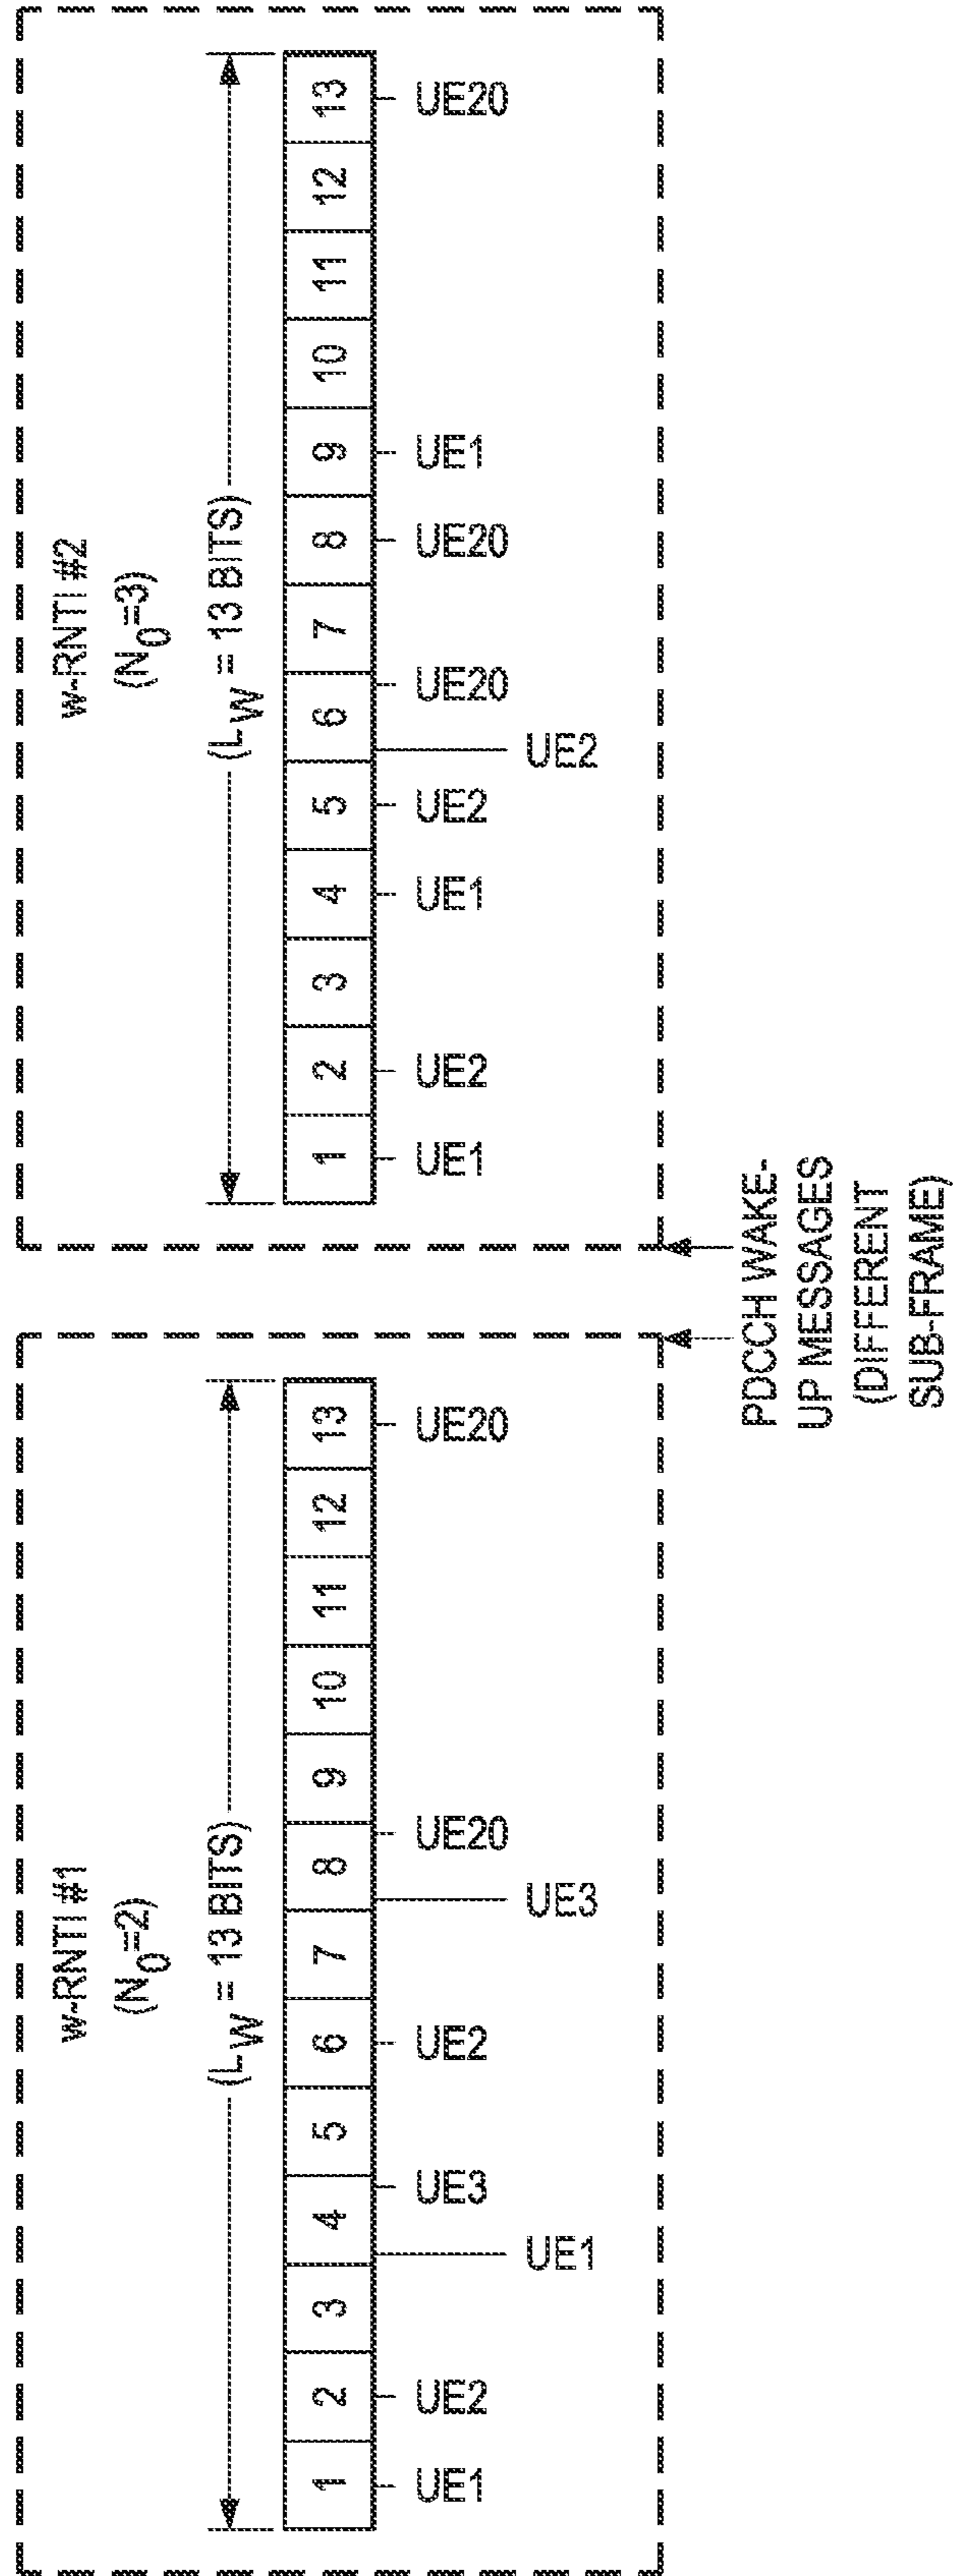 w-RNTI #1
(N0=2)
(LW = 13 BITS)
1 2 3 4 5 6 7 8 9 10 11 12 13
UE1 UE2 UE3 UE2 UE20 UE20
UE1 UE3
w-RNTI #2
(N0=3)
(LW = 13 BITS)
1 2 3 4 5 6 7 8 9 10 11 12 13
UE1 UE2 UE1 UE2 UE20 UE20 UE1 UE20
UE2
PDCCH WAKE-
UP MESSAGES
(DIFFERENT
SUB-FRAME)